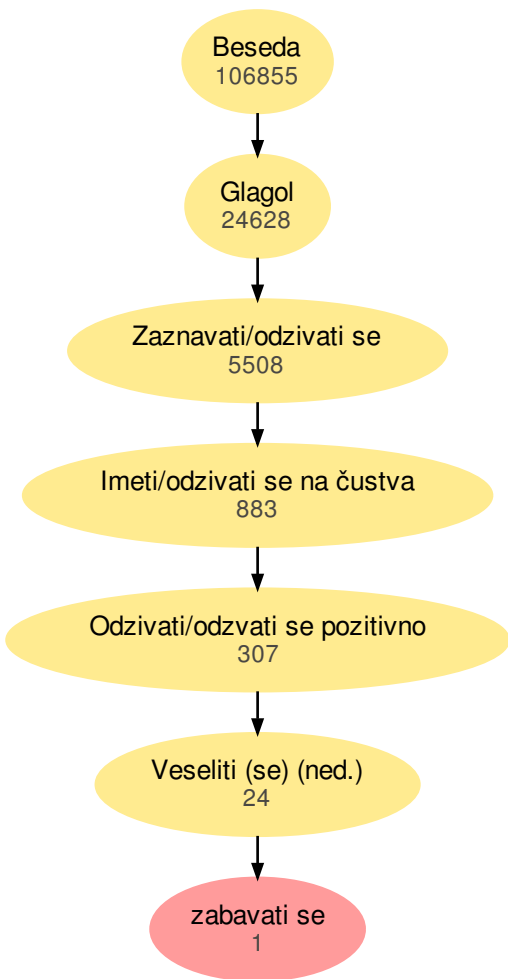 Beseda
106855
Glagol
24628
Zaznavati/odzivati se
5508
Imeti/odzivati se na čustva
883
Odzivati/odzvati se pozitivno
307
Veseliti (se) (ned.)
24
zabavati se
1